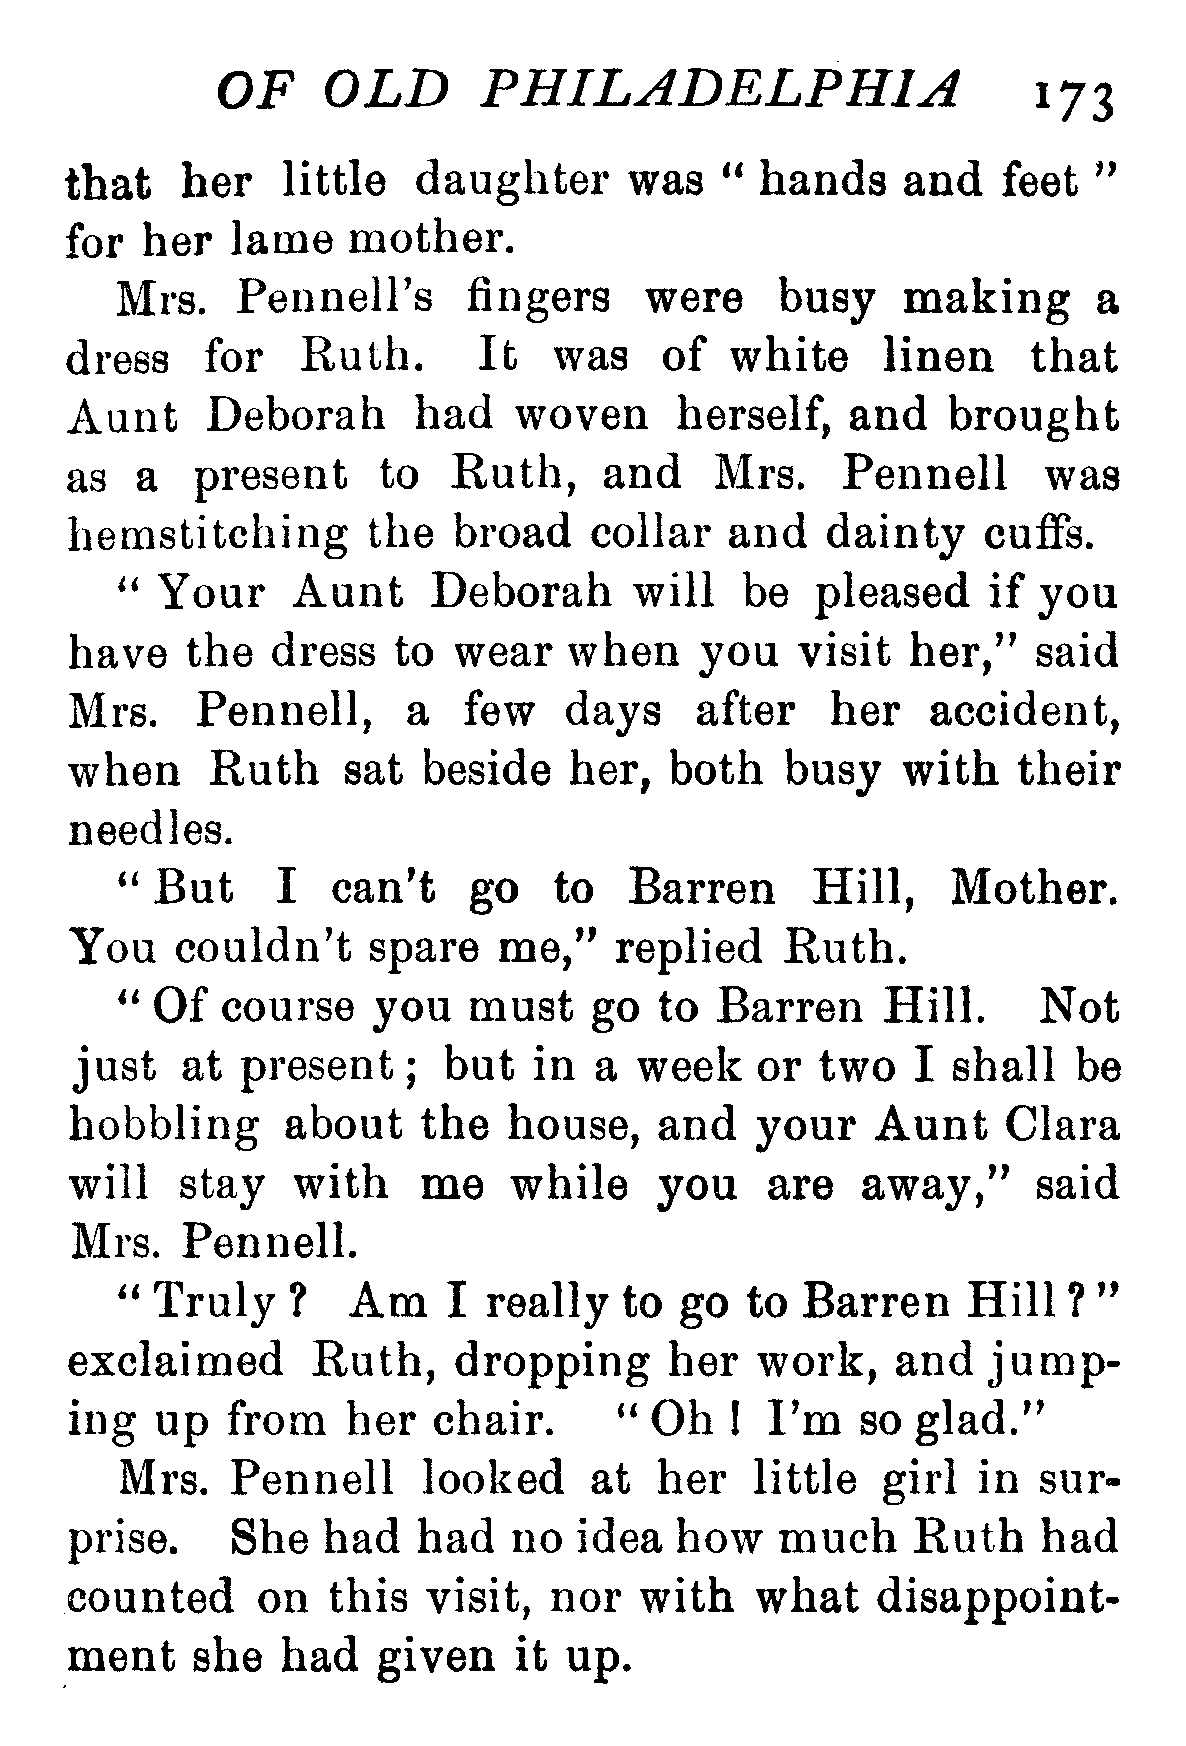 OF OLD PHILADELPHIA 173
that her little daughter was “ hands and feet ”
for her lame mother.
Mrs. Pennell’s fingers were busy making a
dress for Ruth. It was of white linen that
Aunt Deborah had woven herself, and brought
as a present to Ruth, and Mrs. Pennell was
hemstitching the broad collar and dainty cuffs.
“ Your Aunt Deborah will be pleased if you
have the dress to wear when you visit her,” said
Mrs. Pennell, a few days after her accident,
when Ruth sat beside her, both busy with their
needles.
“ But I can’t go to Barren Hill, Mother.
You couldn’t spare me,” replied Ruth.
“ Of course you must go to Barren Hill. Not
just at present ; but in a week or two I shall be
hobbling about the house, and your Aunt Clara
will stay with me while you are away,” said
Mrs. Pennell.
“ Truly ? Am I really to go to Barren Hill ? ”
exclaimed Ruth, dropping her work, and jump-
ing up from her chair. “ Oh ! I’m so glad.”
Mrs. Pennell looked at her little girl in sur-
prise. She had had no idea how much Ruth had
counted on this visit, nor with what disappoint-
ment she had given it up.